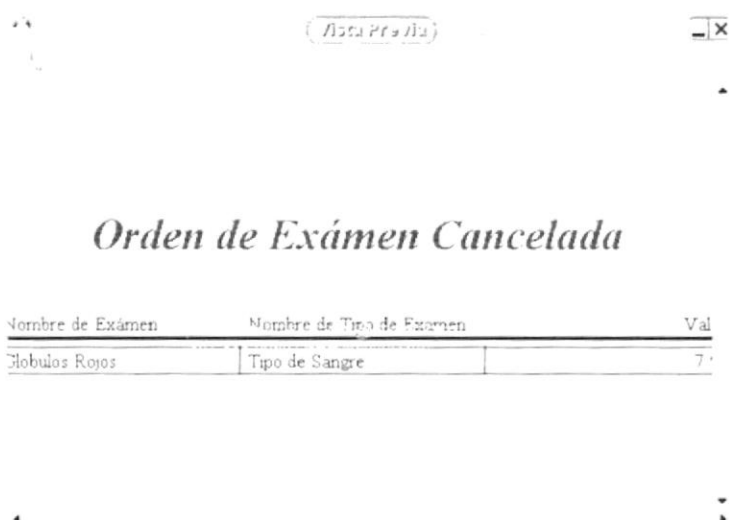 Vista Previa
Orden de Exámen Cancelada
Nombre de Exámen Nombre de Tipo de Examen Val
Globulos Rojos Tipo de Sangre 7